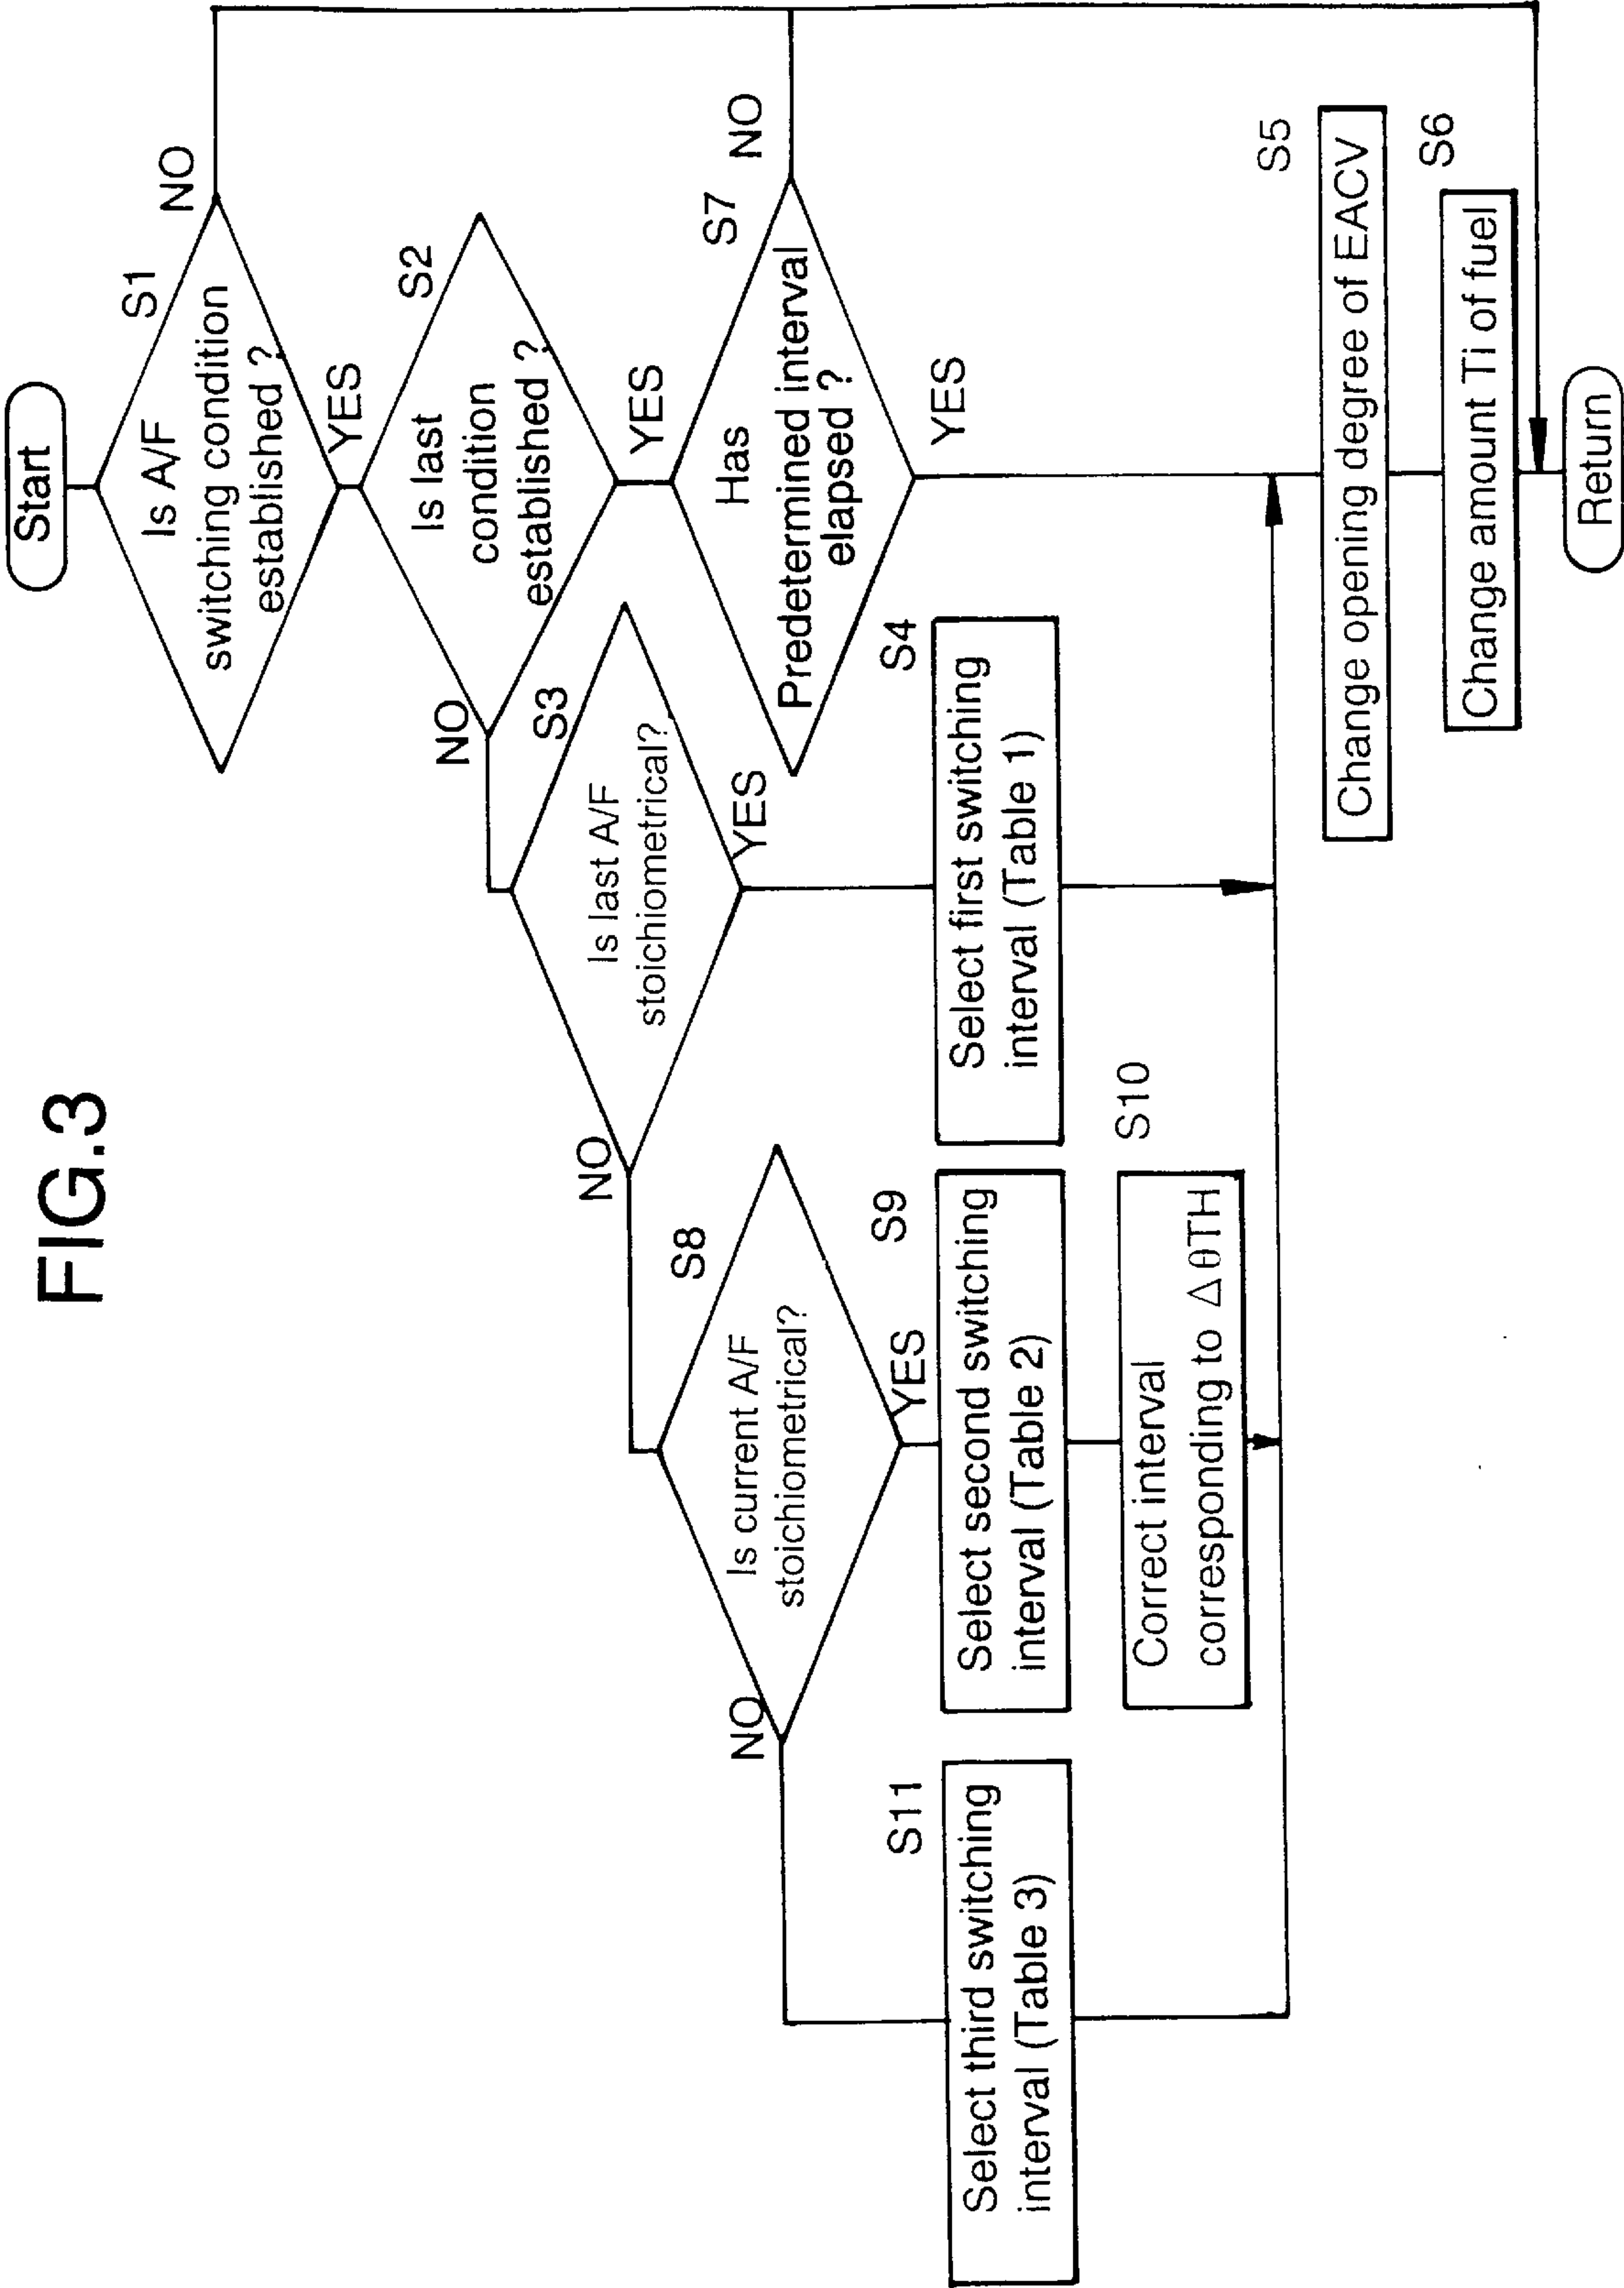 FIG.3
Start
S1
Is A/F
switching condition
established ?
NO
YES
S2
Is last
condition
established ?
NO
YES
S3
Is last A/F
stoichiometrical?
NO
YES
S7
Has
Predetermined interval
elapsed ?
NO
YES
S8
Is current A/F
stoichiometrical?
NO
YES
S4
Select first switching
interval (Table 1)
S9
Select second switching
interval (Table 2)
S10
Correct interval
corresponding to ΔθTH
S11
Select third switching
interval (Table 3)
S5
Change opening degree of EACV
S6
Change amount Ti of fuel
Return